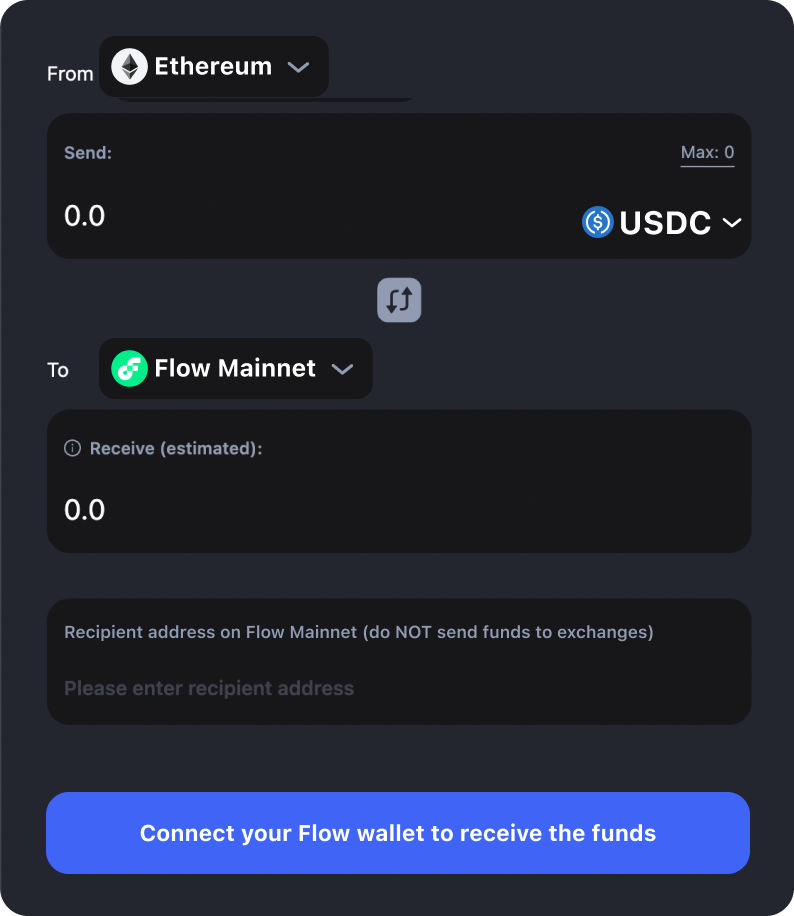 From Ethereum
Send: Max: 0
0.0 USDC
To Flow Mainnet
Receive (estimated):
0.0
Recipient address on Flow Mainnet (do NOT send funds to exchanges)
Please enter recipient address
Connect your Flow wallet to receive the funds